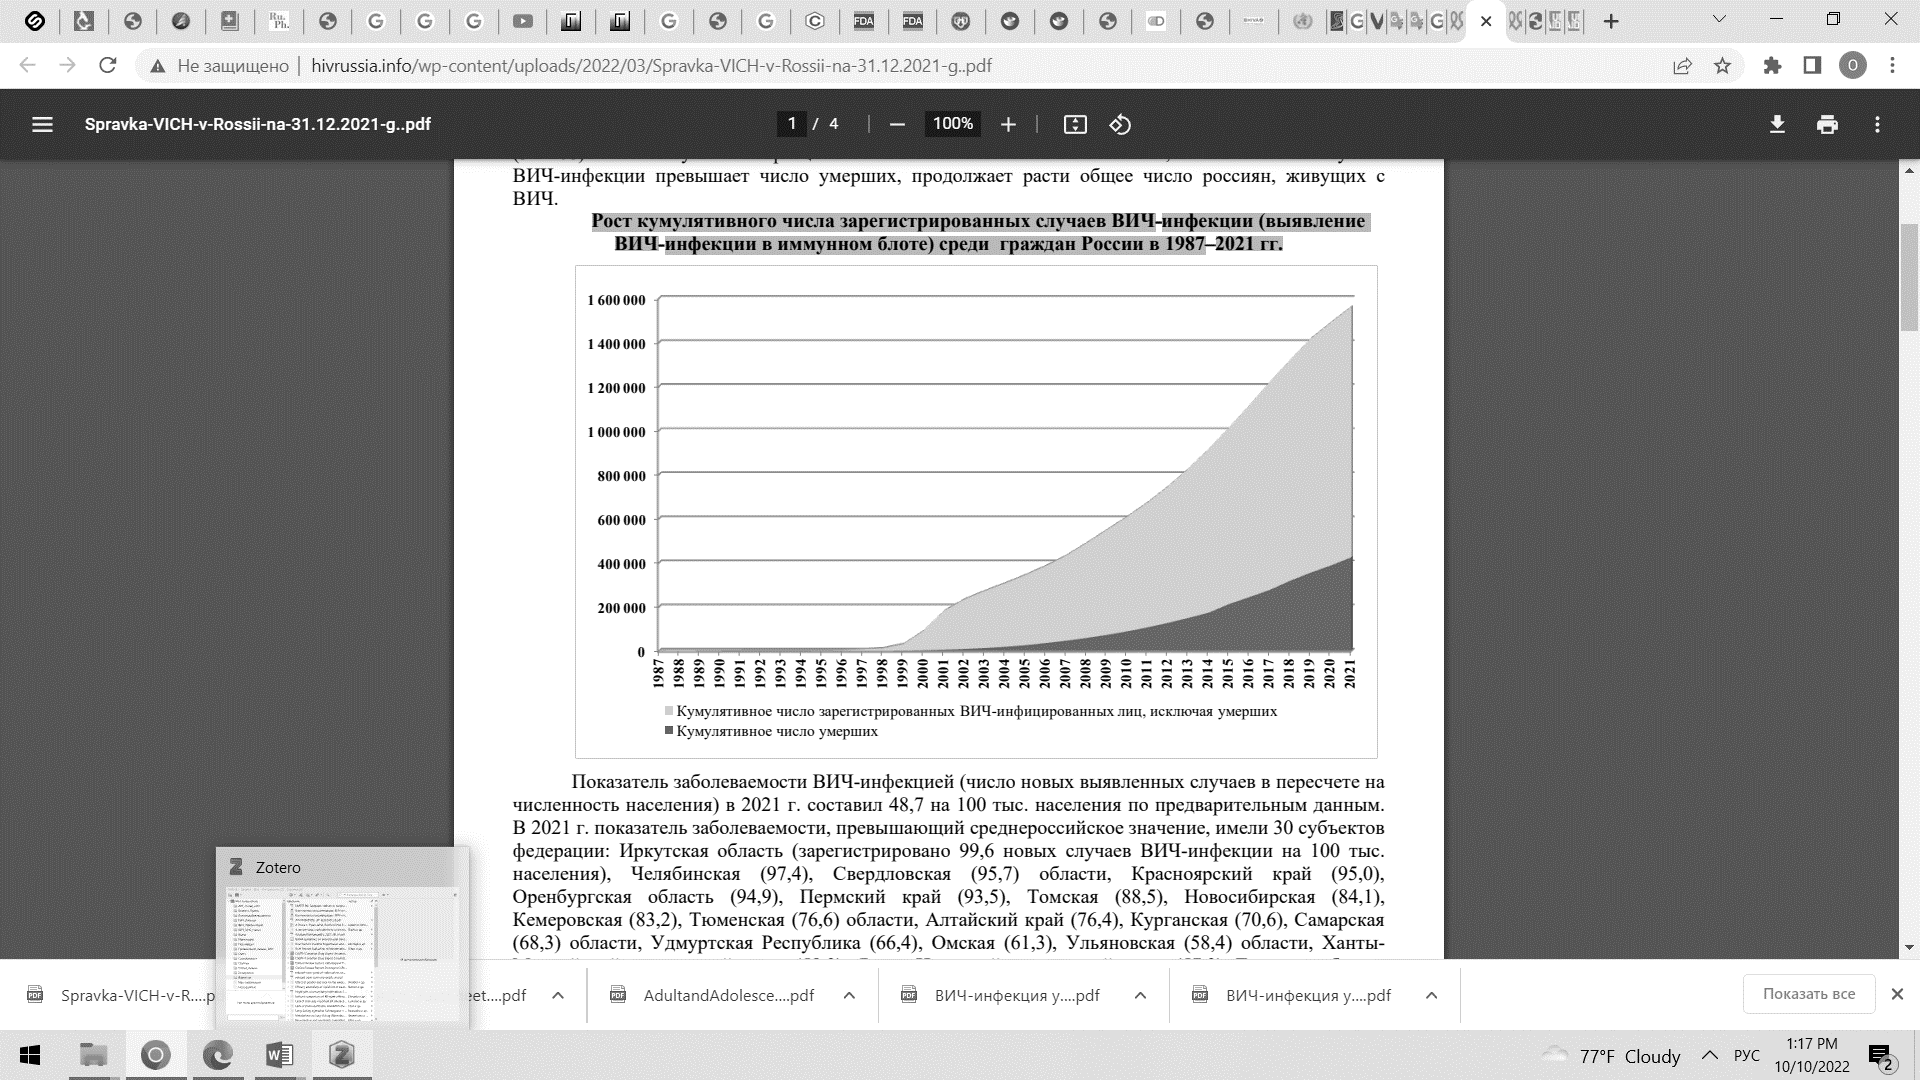 Не защищено
hivrussia.info/wp-content/uploads/2022/03/Spravka-VICH-v-Rossii-na-31.12.2021-g..pdf
Spravka-VICH-v-Rossii-na-31.12.2021-g..pdf
1 / 4
100%
ВИЧ-инфекции превышает число умерших, продолжает расти общее число россиян, живущих с
ВИЧ.
Рост кумулятивного числа зарегистрированных случаев ВИЧ-инфекции (выявление
ВИЧ-инфекции в иммунном блоте) среди граждан России в 1987–2021 гг.
1 600 000
1 400 000
1 200 000
1 000 000
800 000
600 000
400 000
200 000
0
1987 1988 1989 1990 1991 1992 1993 1994 1995 1996 1997 1998 1999 2000 2001 2002 2003 2004 2005 2006 2007 2008 2009 2010 2011 2012 2013 2014 2015 2016 2017 2018 2019 2020 2021
Кумулятивное число зарегистрированных ВИЧ-инфицированных лиц, исключая умерших
Кумулятивное число умерших
Показатель заболеваемости ВИЧ-инфекцией (число новых выявленных случаев в пересчете на
численность населения) в 2021 г. составил 48,7 на 100 тыс. населения по предварительным данным.
В 2021 г. показатель заболеваемости, превышающий среднероссийское значение, имели 30 субъектов
федерации: Иркутская область (зарегистрировано 99,6 новых случаев ВИЧ-инфекции на 100 тыс.
населения), Челябинская (97,4), Свердловская (95,7) области, Красноярский край (95,0),
Оренбургская область (94,9), Пермский край (93,5), Томская (88,5), Новосибирская (84,1),
Кемеровская (83,2), Тюменская (76,6) области, Алтайский край (76,4), Курганская (70,6), Самарская
(68,3) области, Удмуртская Республика (66,4), Омская (61,3), Ульяновская (58,4) области, Ханты-
Zotero
Spravka-VICH-v-R....p
eet....pdf
AdultandAdolesce....pdf
ВИЧ-инфекция у....pdf
ВИЧ-инфекция у....pdf
Показать все
77°F Cloudy
РУС
1:17 PM
10/10/2022
2